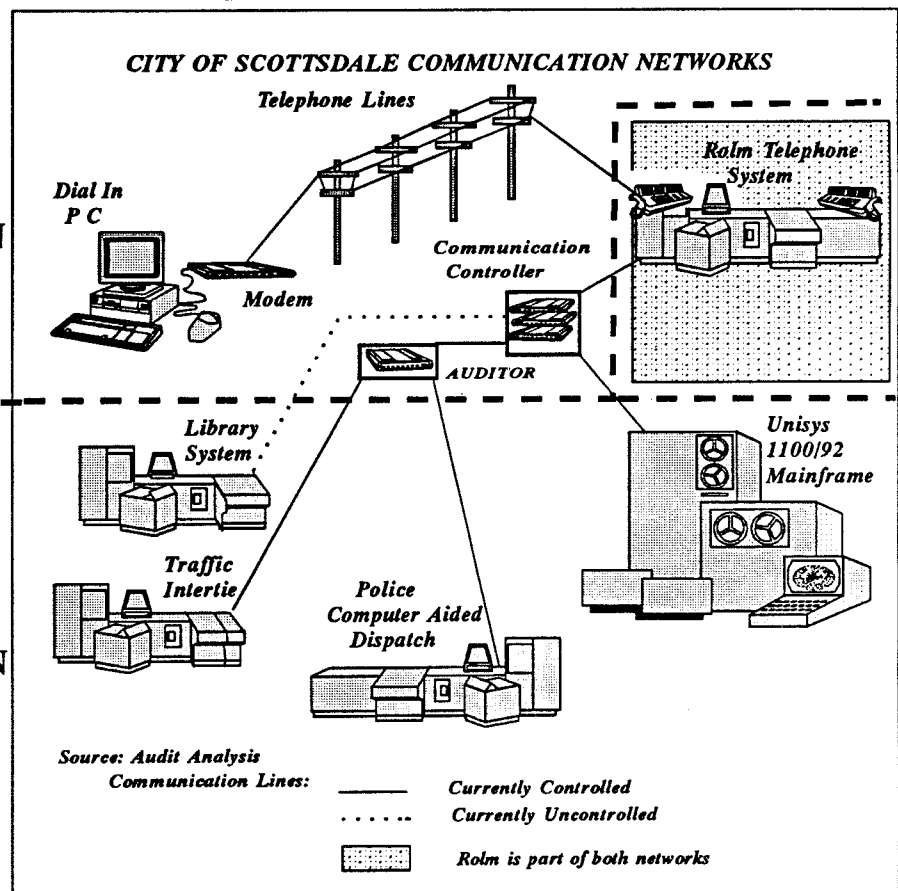 CITY OF SCOTTSDALE COMMUNICATION NETWORKS
Telephone Lines
Rolm Telephone
System
Dial In
P C
Communication
Controller
Modem
AUDITOR
Library
System
Unisys
1100/92
Mainframe
Traffic
Intertie
Police
Computer Aided
Dispatch
Source: Audit Analysis
Communication Lines:
Currently Controlled
Currently Uncontrolled
Rolm is part of both networks